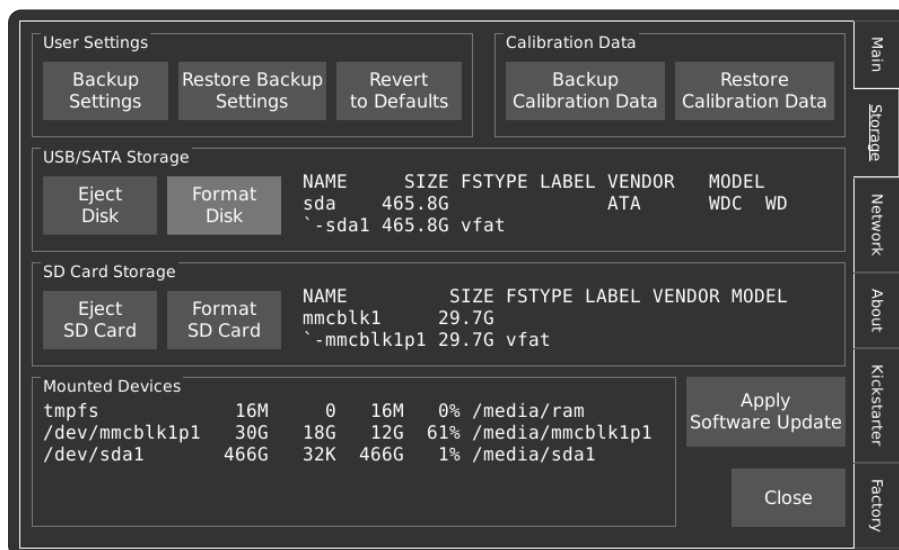 User Settings
Backup
Settings
Restore Backup
Settings
Revert
to Defaults
Calibration Data
Backup
Calibration Data
Restore
Calibration Data
USB/SATA Storage
Eject
Disk
Format
Disk
NAME      SIZE FSTYPE LABEL VENDOR   MODEL
sda    465.8G               ATA      WDC  WD
`-sda1 465.8G vfat
SD Card Storage
Eject
SD Card
Format
SD Card
NAME          SIZE FSTYPE LABEL VENDOR MODEL
mmcblk1      29.7G
`-mmcblk1p1 29.7G vfat
Mounted Devices
tmpfs            16M     0   16M   0% /media/ram
/dev/mmcblk1p1   30G   18G   12G  61% /media/mmcblk1p1
/dev/sda1       466G   32K  466G   1% /media/sda1
Apply
Software Update
Close
Main
Storage
Network
About
Kickstarter
Factory